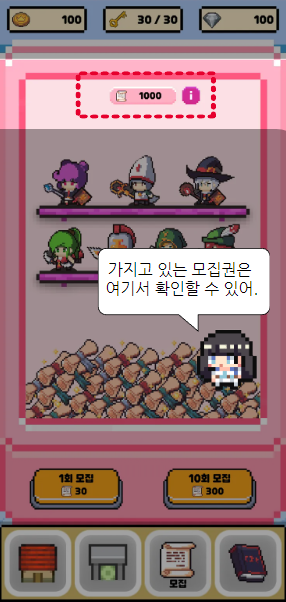 100 30 / 30 100
1000 i
가지고 있는 모집권은
여기서 확인할 수 있어.
1회 모집 10회 모집
30 300
모집